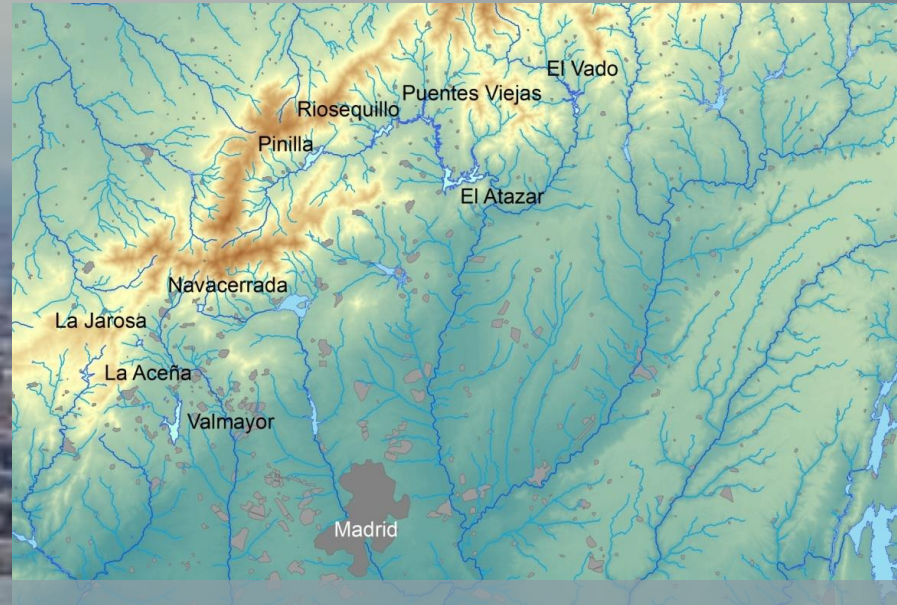 El Vado
Puentes Viejas
Riosequillo
Pinilla
El Atazar
Navacerrada
La Jarosa
La Aceña
Valmayor
Madrid